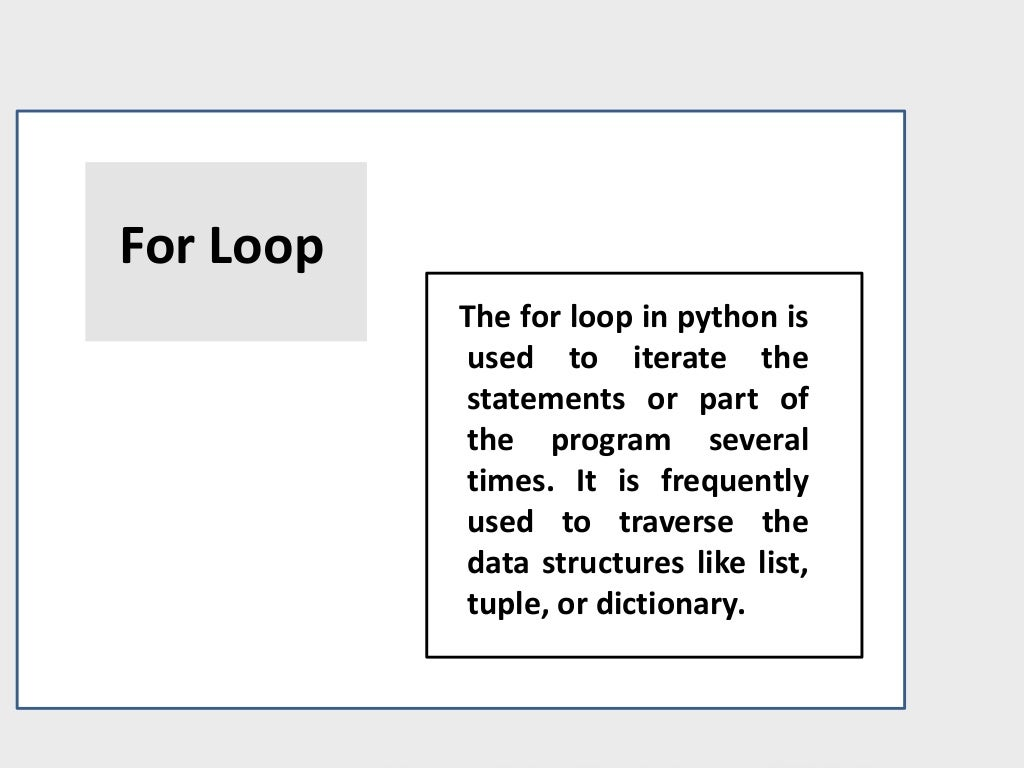 For Loop
The for loop in python is
used to iterate the
statements or part of
the program several
times. It is frequently
used to traverse the
data structures like list,
tuple, or dictionary.